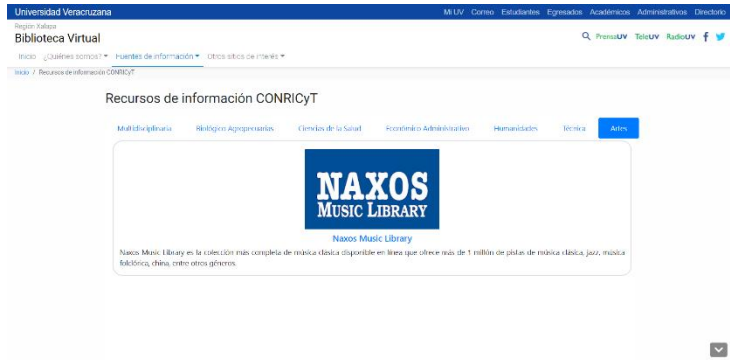 Universidad Veracruzana
Mi UV Correo Estudiantes Egresados Académicos Administrativos Directorio
Región Xalapa
Biblioteca Virtual
PrensaUV TeleUV RadioUV
Inicio ¿Quiénes somos? Fuentes de información Otros sitios de interés
Inicio / Recursos de información CONRICyT
Recursos de información CONRICyT
Multidisciplinaria Biológico Agropecuarias Ciencias de la Salud Económico Administrativo Humanidades Técnica Artes
NAXOS
MUSIC LIBRARY
Naxos Music Library
Naxos Music Library es la colección más completa de música clásica disponible en línea que ofrece más de 1 millón de pistas de música clásica, jazz, música
folclórica, china, entre otros géneros.